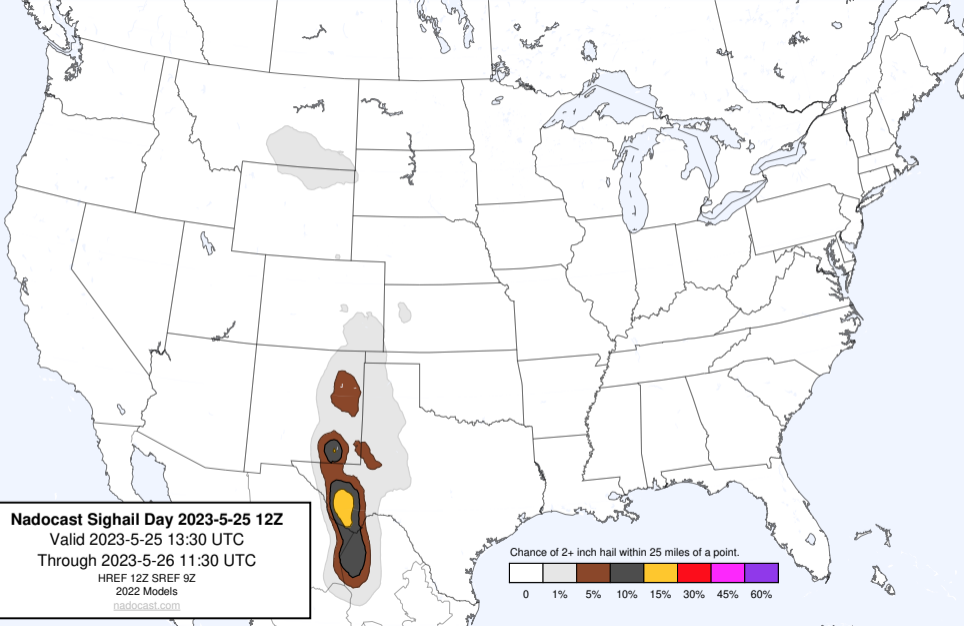 Nadocast Sighail Day 2023-5-25 12Z
Valid 2023-5-25 13:30 UTC
Through 2023-5-26 11:30 UTC
HREF 12Z SREF 9Z
2022 Models
nadocast.com
Chance of 2+ inch hail within 25 miles of a point.
0 1% 5% 10% 15% 30% 45% 60%